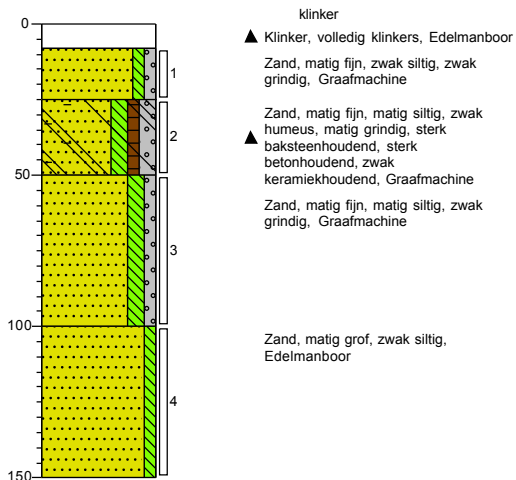 klinker
0
Klinker, volledig klinkers, Edelmanboor
1
Zand, matig fijn, zwak siltig, zwak
grindig, Graafmachine
2
Zand, matig fijn, matig siltig, zwak
humeus, matig grindig, sterk
baksteenhoudend, sterk
betonhoudend, zwak
keramiekhoudend, Graafmachine
50
3
Zand, matig fijn, matig siltig, zwak
grindig, Graafmachine
100
4
Zand, matig grof, zwak siltig,
Edelmanboor
150